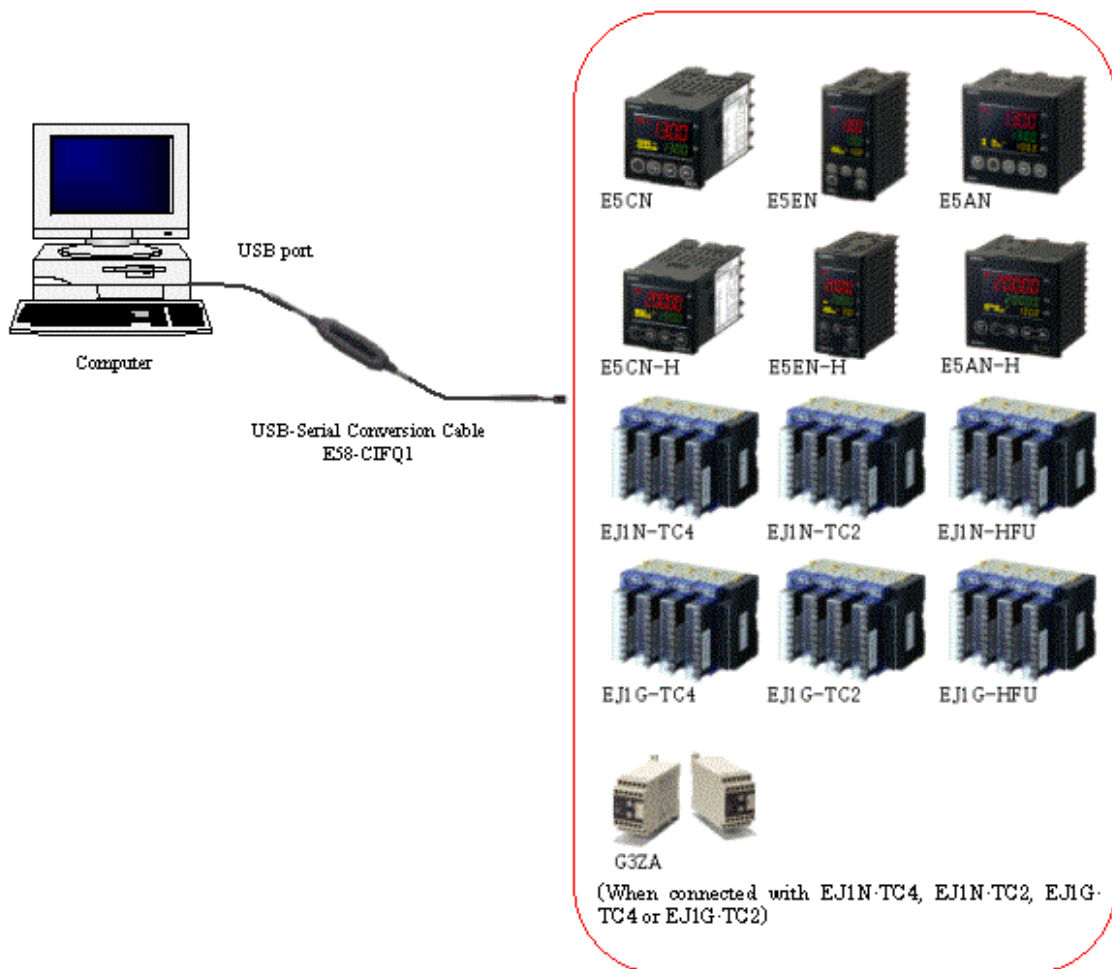 E5CN E5EN E5AN
USB port
Computer
E5CN-H E5EN-H E5AN-H
USB-Serial Conversion Cable
E58-CIFQ1
EJ1N-TC4 EJ1N-TC2 EJ1N-HFU
EJ1G-TC4 EJ1G-TC2 EJ1G-HFU
G3ZA
(When connected with EJ1N-TC4, EJ1N-TC2, EJ1G-
TC4 or EJ1G-TC2)